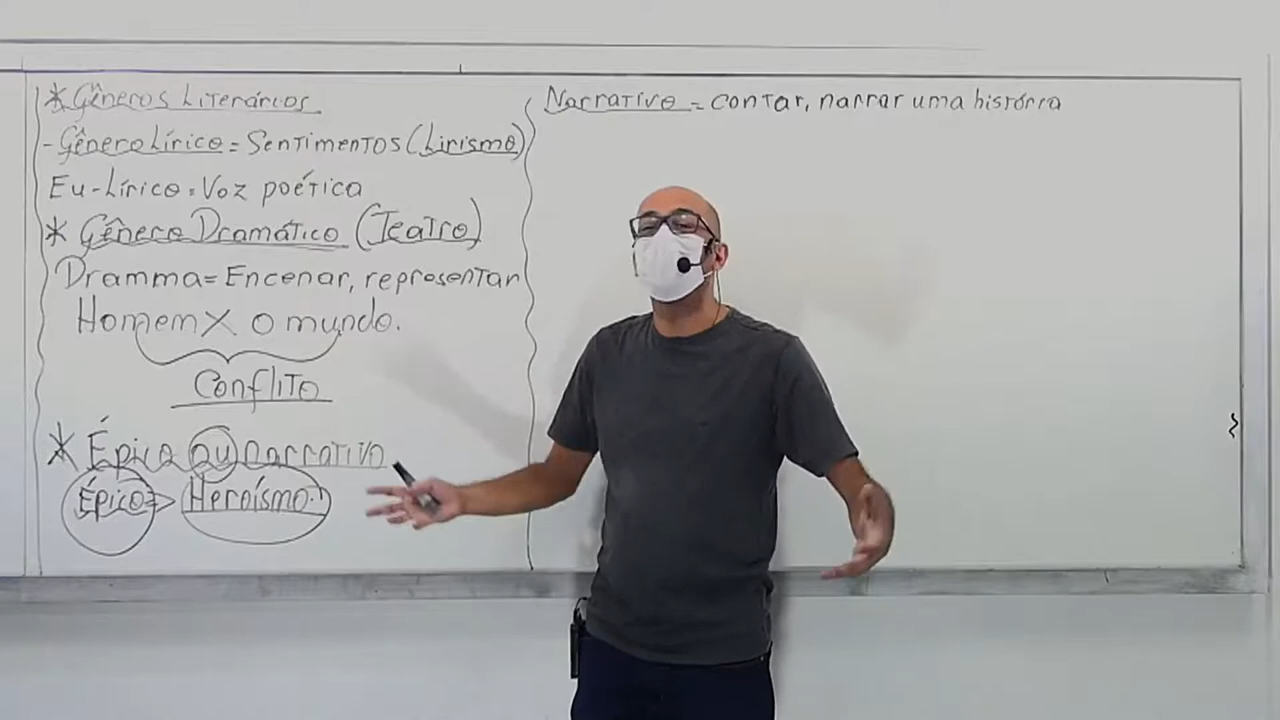 * Gêneros Literários
- Gênero Lírico = Sentimentos (Lirismo)
Eu-Lírico = Voz poética
* Gênero Dramático (Teatro)
Dramma = Encenar, representar
Homem X o mundo.
Conflito
* Épico ou narrativo
Épico => Heroísmo.
Narrativo = contar, narrar uma história